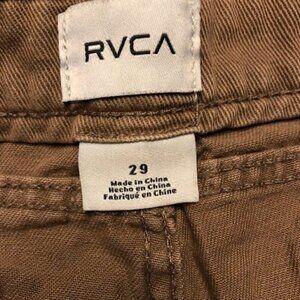 RVCA
29
Made in China
Hecho en China
Fabriqué en Chine